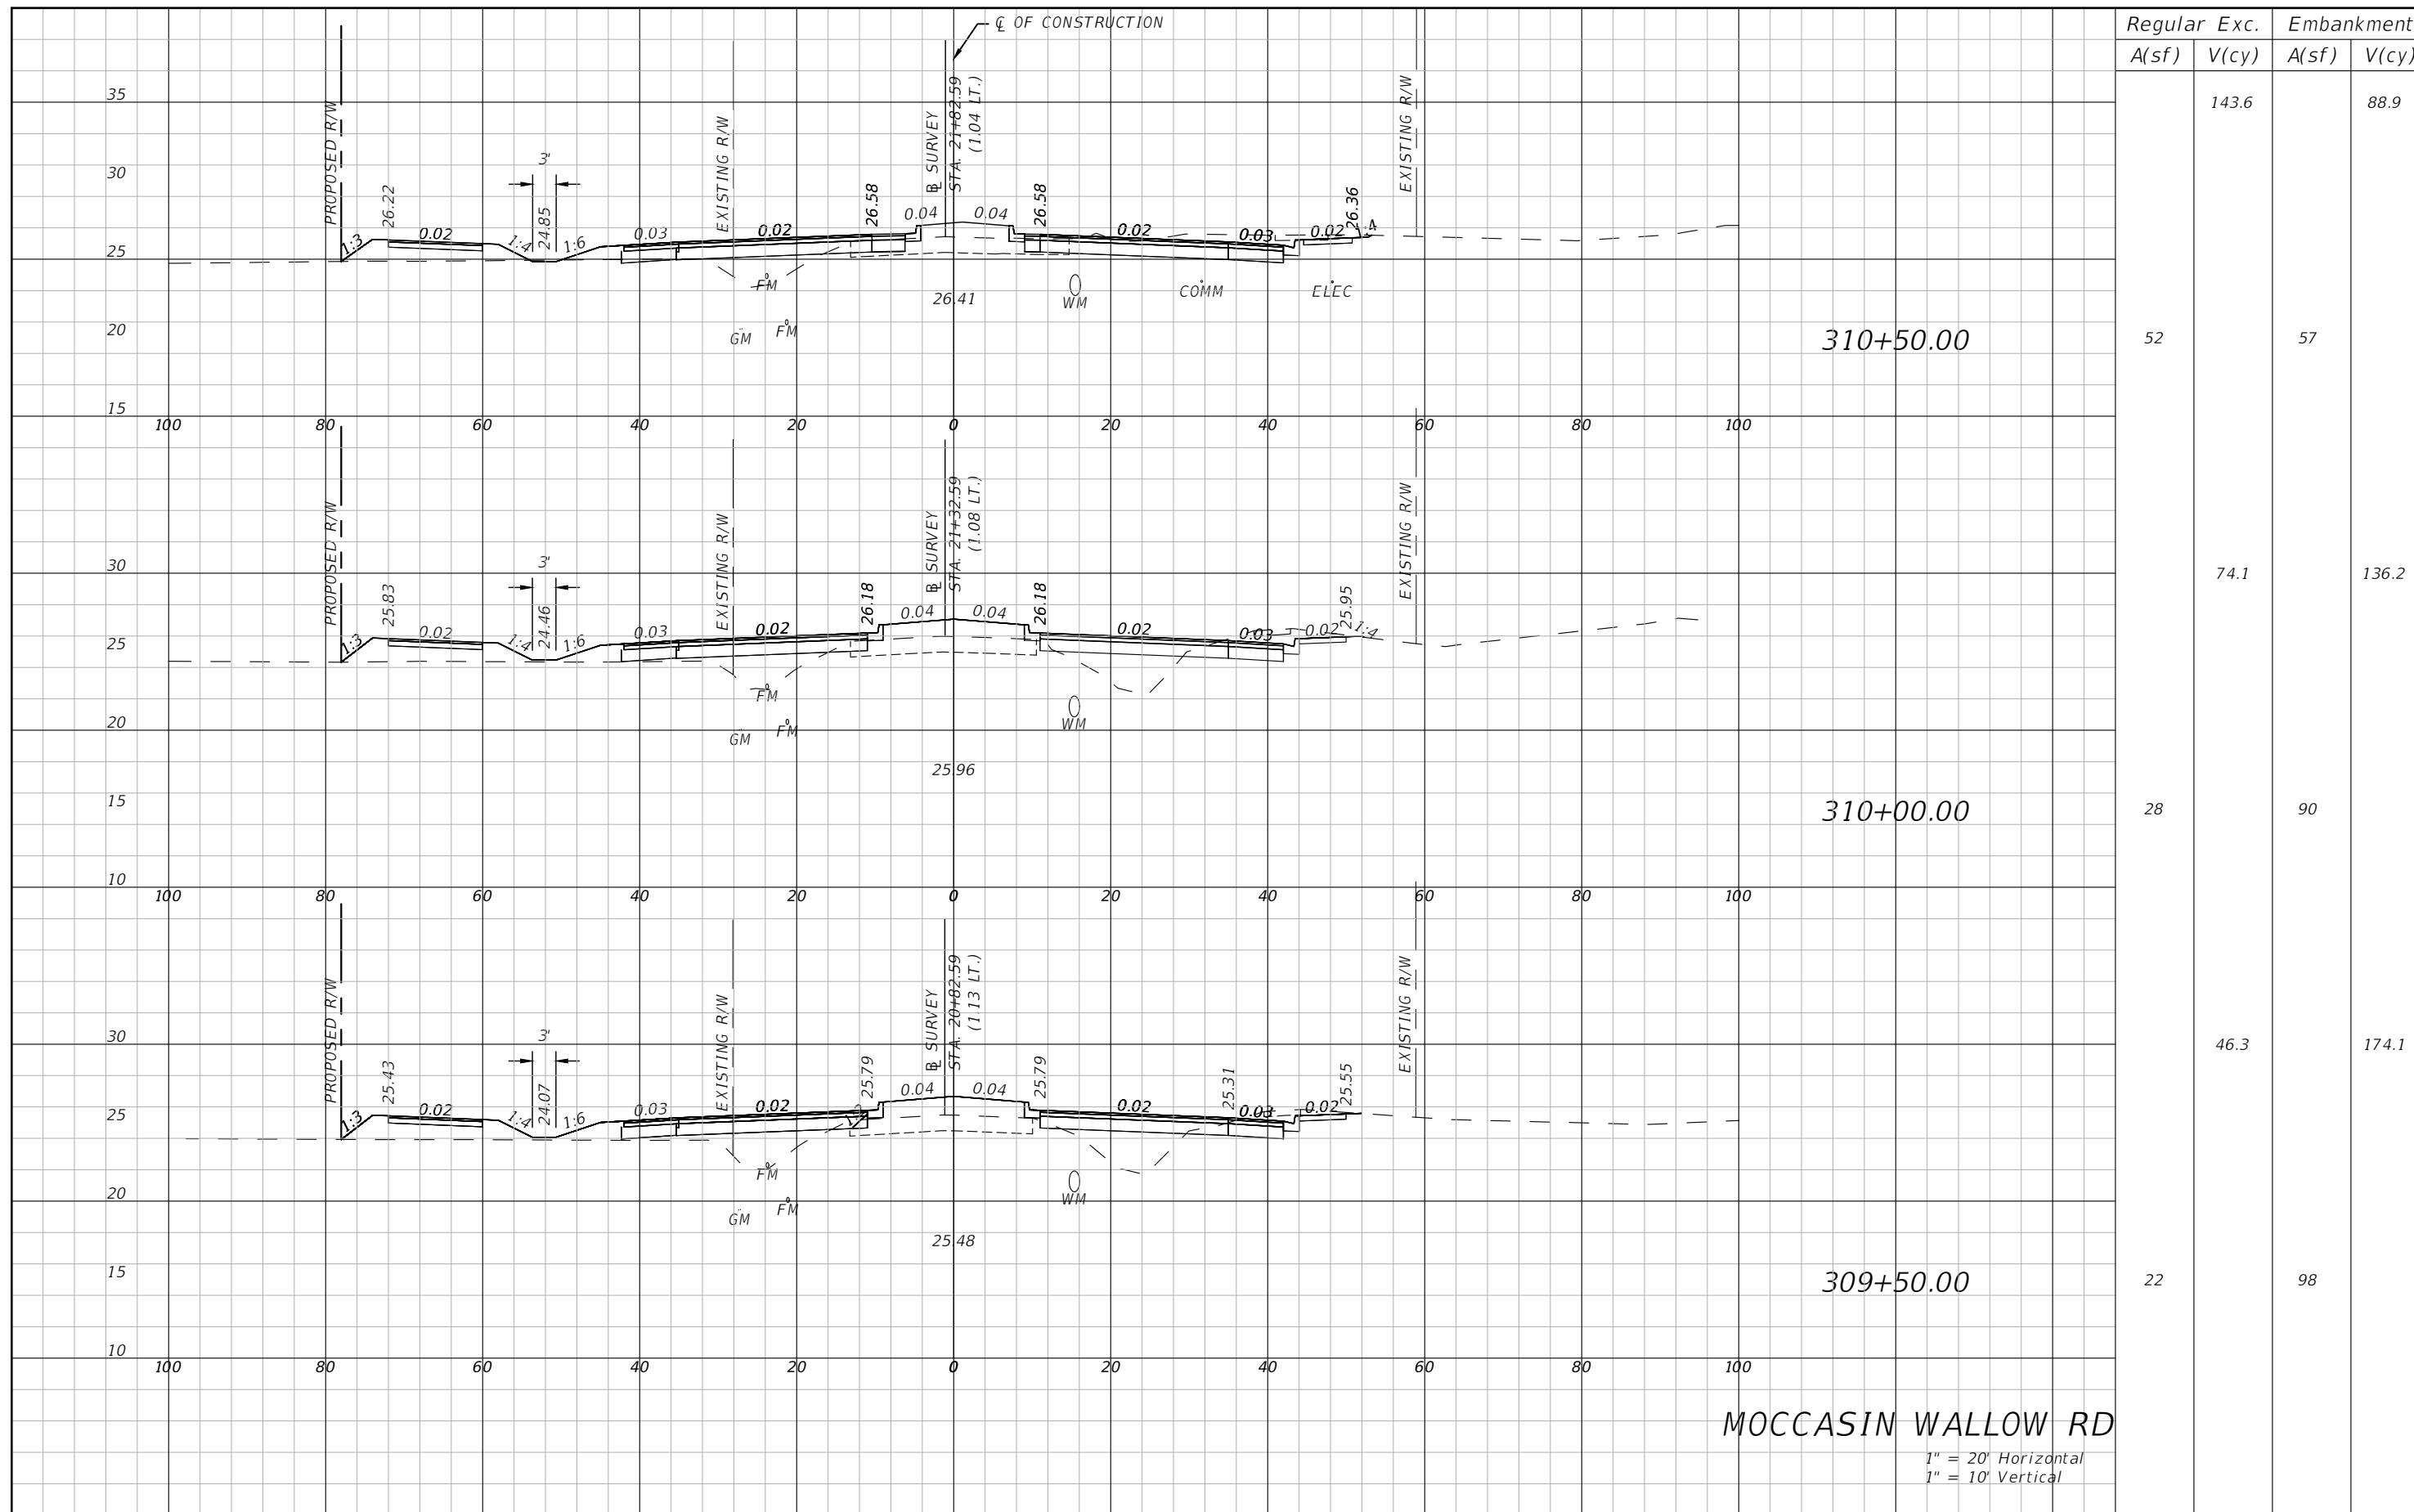 ℄ OF CONSTRUCTION
Regular Exc. Embankment
A(sf) V(cy) A(sf) V(cy)
143.6 88.9
35
30
25
20
15
PROPOSED R/W
1:3
26.22
0.02
1:4
3'
24.85
1:6
0.03
EXISTING R/W
0.02
26.58
0.04
BL SURVEY
STA. 21+82.59
(1.04 LT.)
0.04
26.58
0.02
0.03
0.02
26.36
1:4
EXISTING R/W
FM
GM
FM
26.41
WM
COMM
ELEC
310+50.00
52 57
100 80 60 40 20 0 20 40 60 80 100
74.1 136.2
30
25
20
15
10
PROPOSED R/W
1:3
25.83
0.02
1:4
3'
24.46
1:6
0.03
EXISTING R/W
0.02
26.18
0.04
BL SURVEY
STA. 21+32.59
(1.08 LT.)
0.04
26.18
0.02
0.03
0.02
25.95
1:4
EXISTING R/W
FM
GM
FM
WM
25.96
310+00.00
28 90
100 80 60 40 20 0 20 40 60 80 100
46.3 174.1
30
25
20
15
10
PROPOSED R/W
1:3
25.43
0.02
1:4
3'
24.07
1:6
0.03
EXISTING R/W
0.02
25.79
0.04
BL SURVEY
STA. 20+82.59
(1.13 LT.)
0.04
25.79
0.02
25.31
0.03
0.02
25.55
EXISTING R/W
FM
GM
FM
WM
25.48
309+50.00
22 98
100 80 60 40 20 0 20 40 60 80 100
MOCCASIN WALLOW RD
1" = 20' Horizontal
1" = 10' Vertical